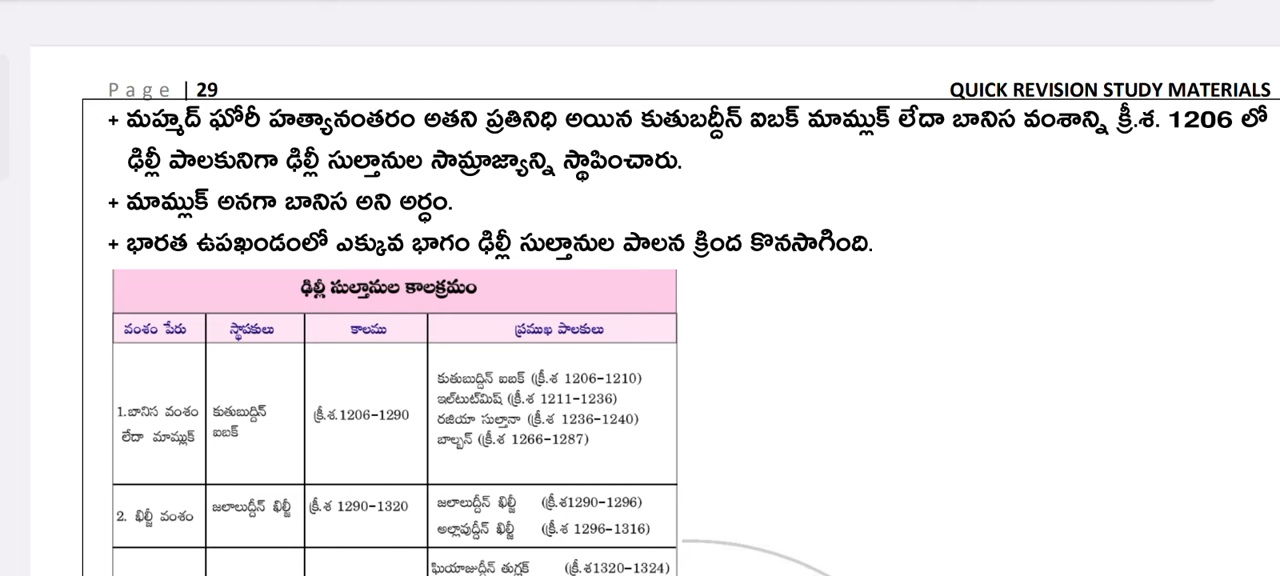 Page | 29
QUICK REVISION STUDY MATERIALS
+ మహ్మద్ ఘోరీ హత్యానంతరం అతని ప్రతినిధి అయిన కుతుబద్దీన్ ఐబక్ మామ్లుక్ లేదా బానిస వంశాన్ని క్రీ.శ. 1206 లో
ఢిల్లీ పాలకునిగా ఢిల్లీ సుల్తానుల సామ్రాజ్యాన్ని స్థాపించారు.
+ మామ్లుక్ అనగా బానిస అని అర్థం.
+ భారత ఉపఖండంలో ఎక్కువ భాగం ఢిల్లీ సుల్తానుల పాలన క్రింద కొనసాగింది.
ఢిల్లీ సుల్తానుల కాలక్రమం
వంశం పేరు స్థాపకులు కాలము ప్రముఖ పాలకులు
1.బానిస వంశం
లేదా మామ్లుక్
కుతుబుద్దిన్
ఐబక్
క్రీ.శ.1206-1290
కుతుబుద్దిన్ ఐబక్ (క్రీ.శ 1206-1210)
ఇల్‌టుట్‌మిష్ (క్రీ.శ 1211-1236)
రజియా సుల్తానా (క్రీ.శ 1236-1240)
బాల్బన్ (క్రీ.శ 1266-1287)
2. ఖిల్జీ వంశం
జలాలుద్దీన్ ఖిల్జీ
క్రీ.శ 1290-1320
జలాలుద్దీన్ ఖిల్జీ (క్రీ.శ1290-1296)
అల్లావుద్దీన్ ఖిల్జీ (క్రీ.శ 1296-1316)
ఘియాజుద్దీన్ తుగ్లక్ (క్రీ.శ1320-1324)